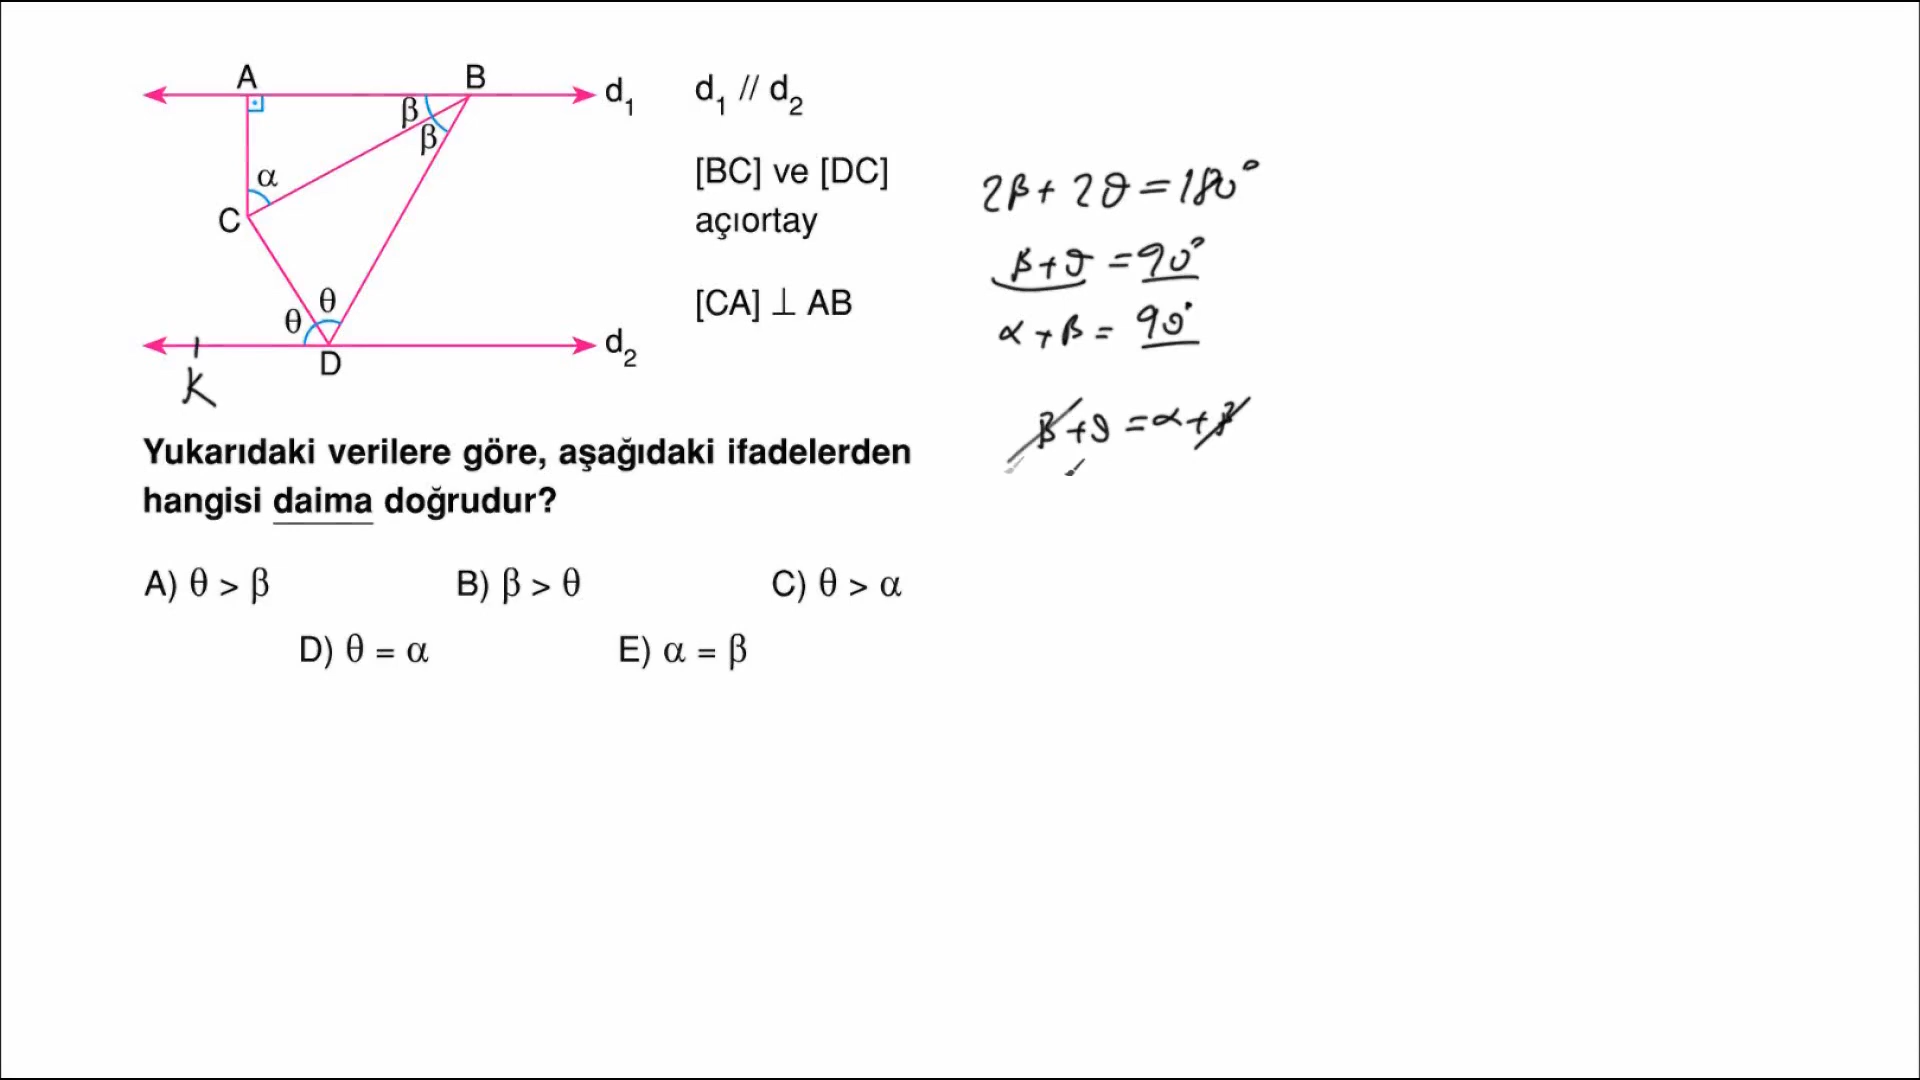 A B d1 d1 // d2
β
β
α [BC] ve [DC]
C açıortay
θ [CA] ⊥ AB
θ
D d2
K
2β + 2θ = 180°
β + θ = 90°
α + β = 90°
β + θ = α + β
Yukarıdaki verilere göre, aşağıdaki ifadelerden
hangisi daima doğrudur?
A) θ > β B) β > θ C) θ > α
D) θ = α E) α = β